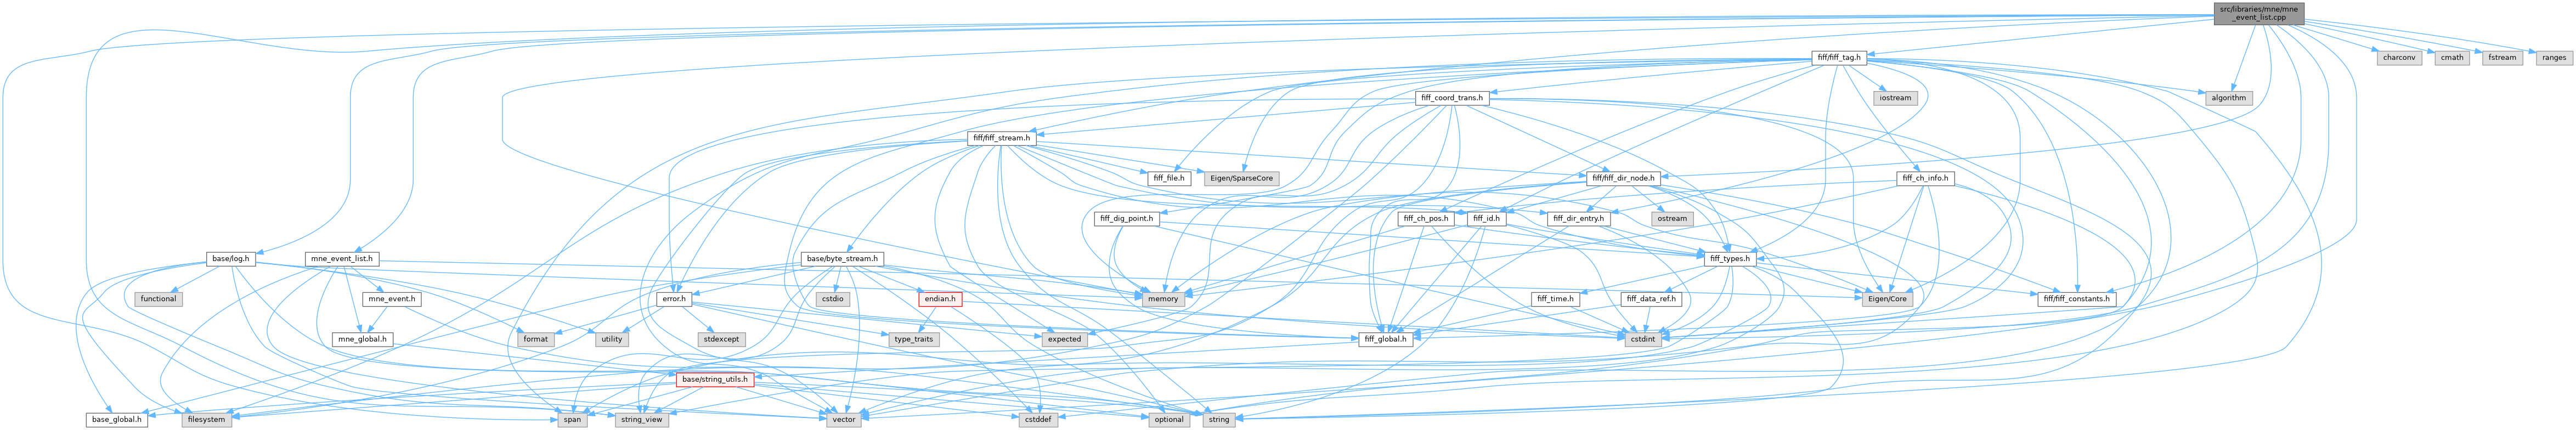 src/libraries/mne/mne
_event_list.cpp
fiff/fiff_tag.h
charconv
cmath
fstream
ranges
fiff_coord_trans.h
iostream
algorithm
fiff/fiff_stream.h
fiff_file.h
Eigen/SparseCore
fiff/fiff_dir_node.h
fiff_ch_info.h
fiff_dig_point.h
fiff_ch_pos.h
fiff_id.h
fiff_dir_entry.h
ostream
base/log.h
mne_event_list.h
base/byte_stream.h
fiff_types.h
functional
mne_event.h
cstdio
error.h
endian.h
memory
fiff_time.h
fiff_data_ref.h
Eigen/Core
fiff/fiff_constants.h
mne_global.h
format
utility
stdexcept
type_traits
expected
fiff_global.h
cstdint
base/string_utils.h
base_global.h
filesystem
span
string_view
vector
cstddef
optional
string